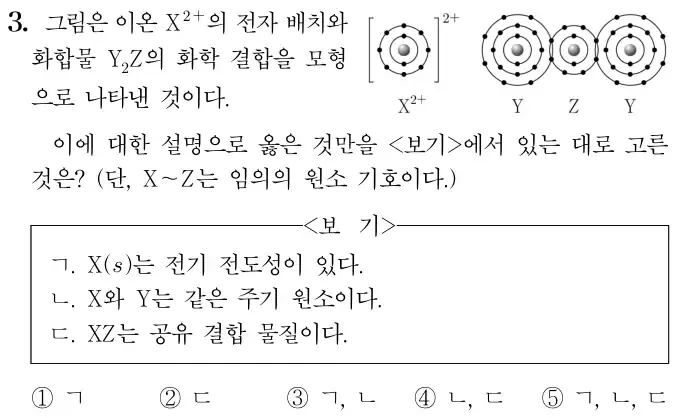 3. 그림은 이온 X²⁺의 전자 배치와
화합물 Y₂Z의 화학 결합을 모형
으로 나타낸 것이다.
[ ]²⁺
X²⁺ Y Z Y
이에 대한 설명으로 옳은 것만을 <보기>에서 있는 대로 고른
것은? (단, X～Z는 임의의 원소 기호이다.)
<보 기>
ㄱ. X(s)는 전기 전도성이 있다.
ㄴ. X와 Y는 같은 주기 원소이다.
ㄷ. XZ는 공유 결합 물질이다.
① ㄱ ② ㄷ ③ ㄱ, ㄴ ④ ㄴ, ㄷ ⑤ ㄱ, ㄴ, ㄷ